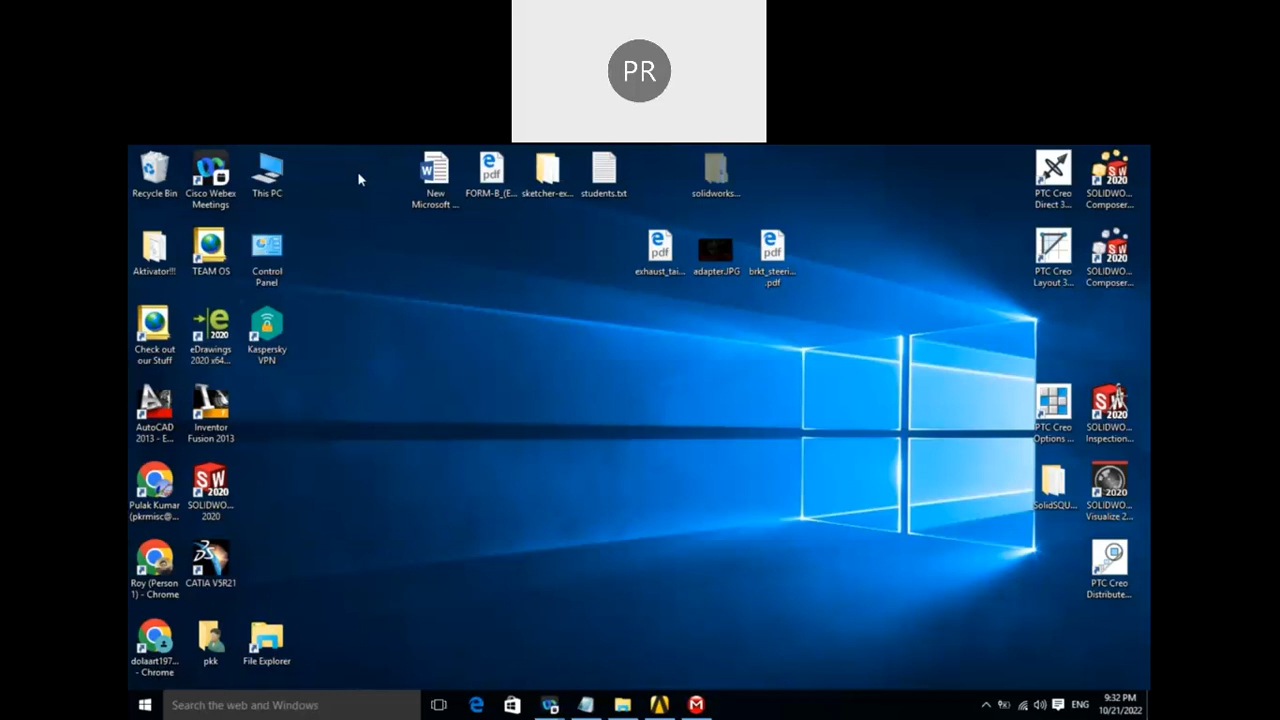 PR
Recycle Bin
Cisco Webex
Meetings
This PC
New
Microsoft ...
FORM-B_(E...
sketcher-ex...
students.txt
solidworks...
PTC Creo
Direct 3...
SOLIDWO...
Composer...
Aktivator!!!
TEAM OS
Control
Panel
exhaust_tai...
adapter.JPG
brkt_steeri...
.pdf
PTC Creo
Layout 3...
SOLIDWO...
Composer...
Check out
our Stuff
eDrawings
2020 x64...
Kaspersky
VPN
AutoCAD
2013 - E...
Inventor
Fusion 2013
PTC Creo
Options ...
SOLIDWO...
Inspection...
Pulak Kumar
(pkrmisc@...
SOLIDWO...
2020
SolidSQU...
SOLIDWO...
Visualize 2...
Roy (Person
1) - Chrome
CATIA V5R21
PTC Creo
Distribute...
dolaart197...
- Chrome
pkk
File Explorer
Search the web and Windows
ENG
9:32 PM
10/21/2022